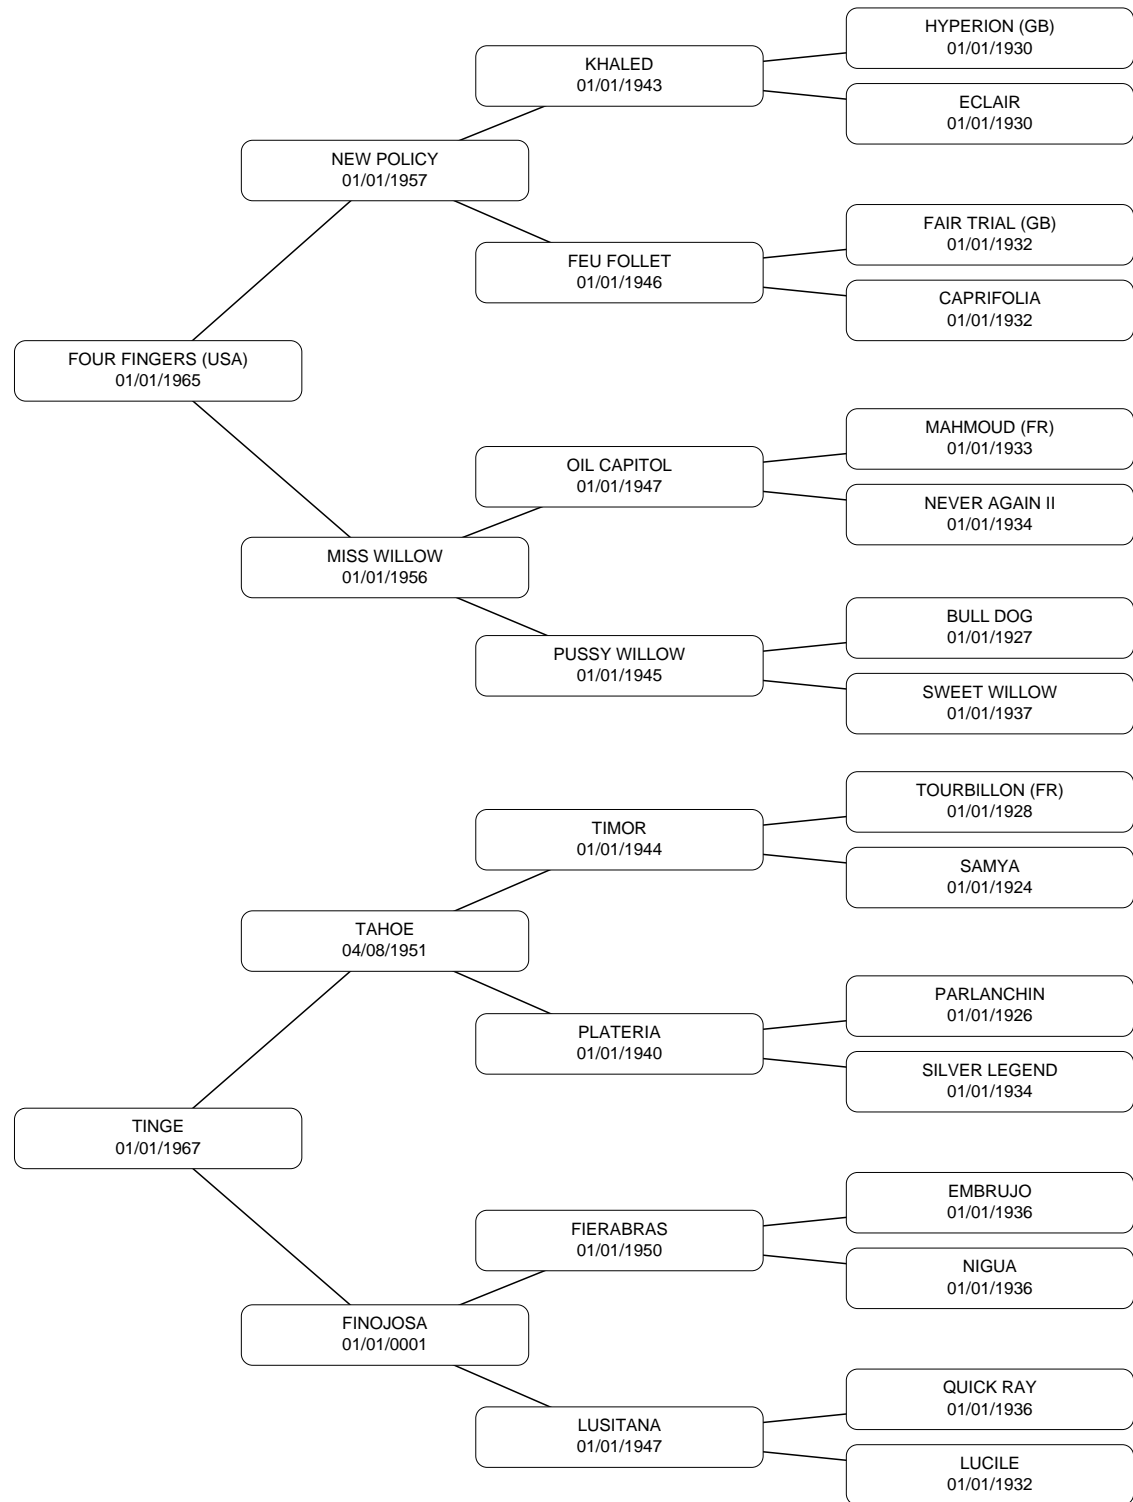 HYPERION (GB)
01/01/1930
KHALED
01/01/1943
ECLAIR
01/01/1930
NEW POLICY
01/01/1957
FAIR TRIAL (GB)
01/01/1932
FEU FOLLET
01/01/1946
CAPRIFOLIA
01/01/1932
FOUR FINGERS (USA)
01/01/1965
MAHMOUD (FR)
01/01/1933
OIL CAPITOL
01/01/1947
NEVER AGAIN II
01/01/1934
MISS WILLOW
01/01/1956
BULL DOG
01/01/1927
PUSSY WILLOW
01/01/1945
SWEET WILLOW
01/01/1937
TOURBILLON (FR)
01/01/1928
TIMOR
01/01/1944
SAMYA
01/01/1924
TAHOE
04/08/1951
PARLANCHIN
01/01/1926
PLATERIA
01/01/1940
SILVER LEGEND
01/01/1934
TINGE
01/01/1967
EMBRUJO
01/01/1936
FIERABRAS
01/01/1950
NIGUA
01/01/1936
FINOJOSA
01/01/0001
QUICK RAY
01/01/1936
LUSITANA
01/01/1947
LUCILE
01/01/1932